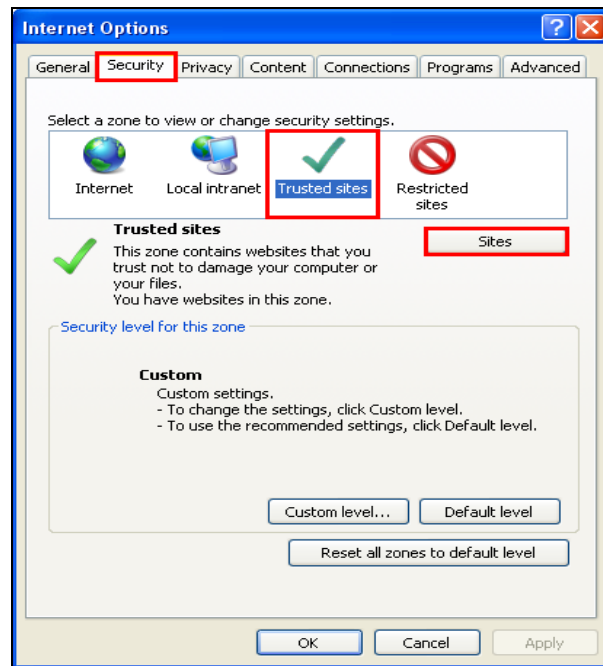 Internet Options
General Security Privacy Content Connections Programs Advanced
Select a zone to view or change security settings.
Internet Local intranet Trusted sites Restricted
sites
Trusted sites
Sites
This zone contains websites that you
trust not to damage your computer or
your files.
You have websites in this zone.
Security level for this zone
Custom
Custom settings.
- To change the settings, click Custom level.
- To use the recommended settings, click Default level.
Custom level... Default level
Reset all zones to default level
OK Cancel Apply